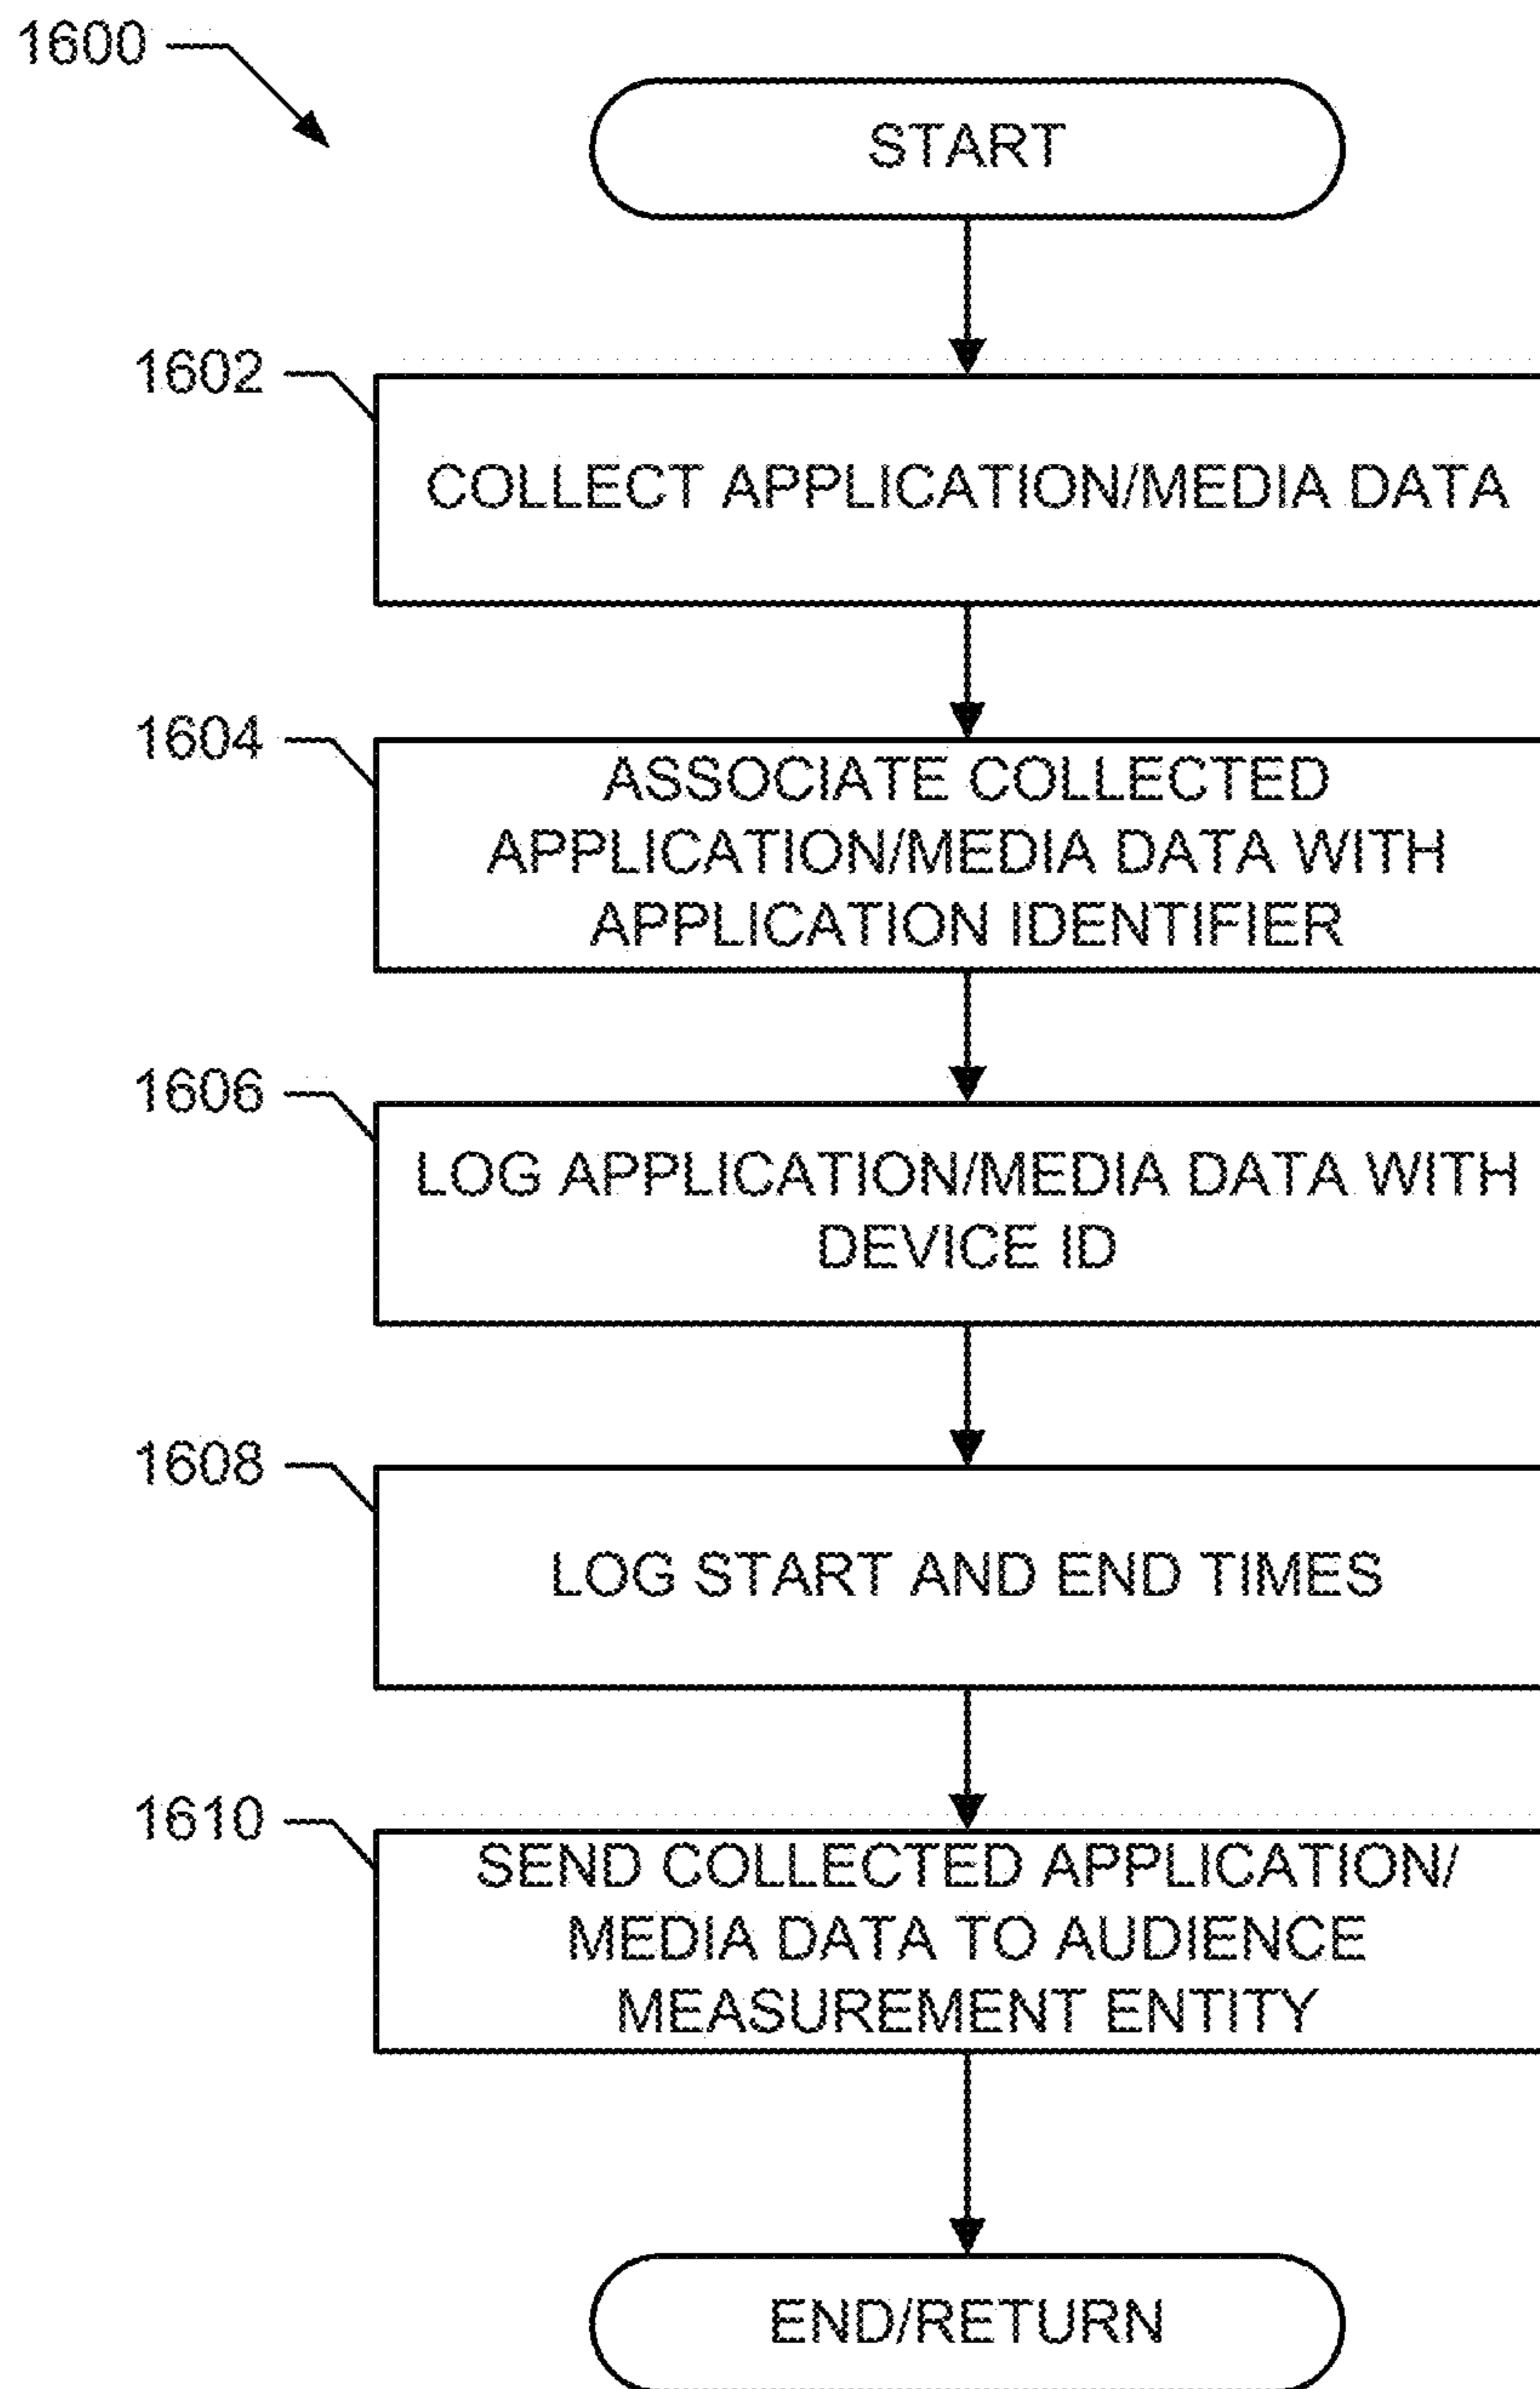 1600
START
1602
COLLECT APPLICATION/MEDIA DATA
1604
ASSOCIATE COLLECTED
APPLICATION/MEDIA DATA WITH
APPLICATION IDENTIFIER
1606
LOG APPLICATION/MEDIA DATA WITH
DEVICE ID
1608
LOG START AND END TIMES
1610
SEND COLLECTED APPLICATION/
MEDIA DATA TO AUDIENCE
MEASUREMENT ENTITY
END/RETURN